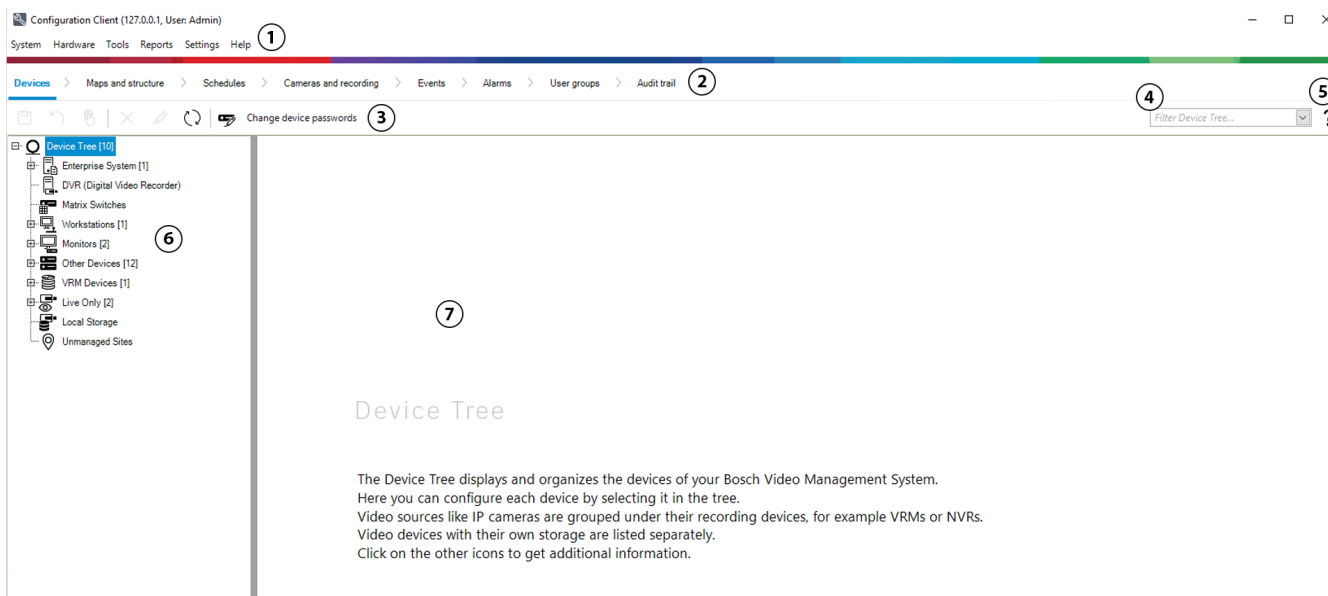 Configuration Client (127.0.0.1, User: Admin)
System Hardware Tools Reports Settings Help 1
Devices > Maps and structure > Schedules > Cameras and recording > Events > Alarms > User groups > Audit trail 2
4 5
Change device passwords 3 Filter Device Tree... ?
Device Tree [10]
Enterprise System [1]
DVR (Digital Video Recorder)
Matrix Switches
Workstations [1]
6
Monitors [2]
Other Devices [12]
VRM Devices [1]
Live Only [2]
7
Local Storage
Unmanaged Sites
Device Tree
The Device Tree displays and organizes the devices of your Bosch Video Management System.
Here you can configure each device by selecting it in the tree.
Video sources like IP cameras are grouped under their recording devices, for example VRMs or NVRs.
Video devices with their own storage are listed separately.
Click on the other icons to get additional information.